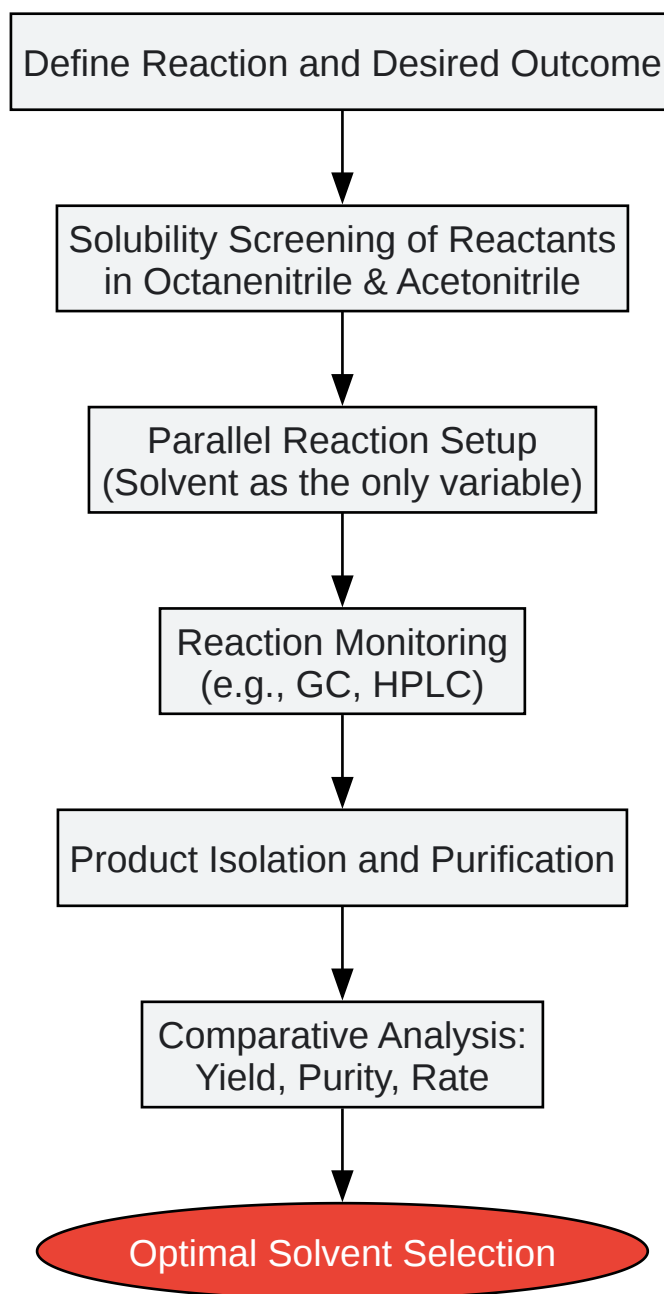 Define Reaction and Desired Outcome
Solubility Screening of Reactants
in Octanenitrile & Acetonitrile
Parallel Reaction Setup
(Solvent as the only variable)
Reaction Monitoring
(e.g., GC, HPLC)
Product Isolation and Purification
Comparative Analysis:
Yield, Purity, Rate
Optimal Solvent Selection